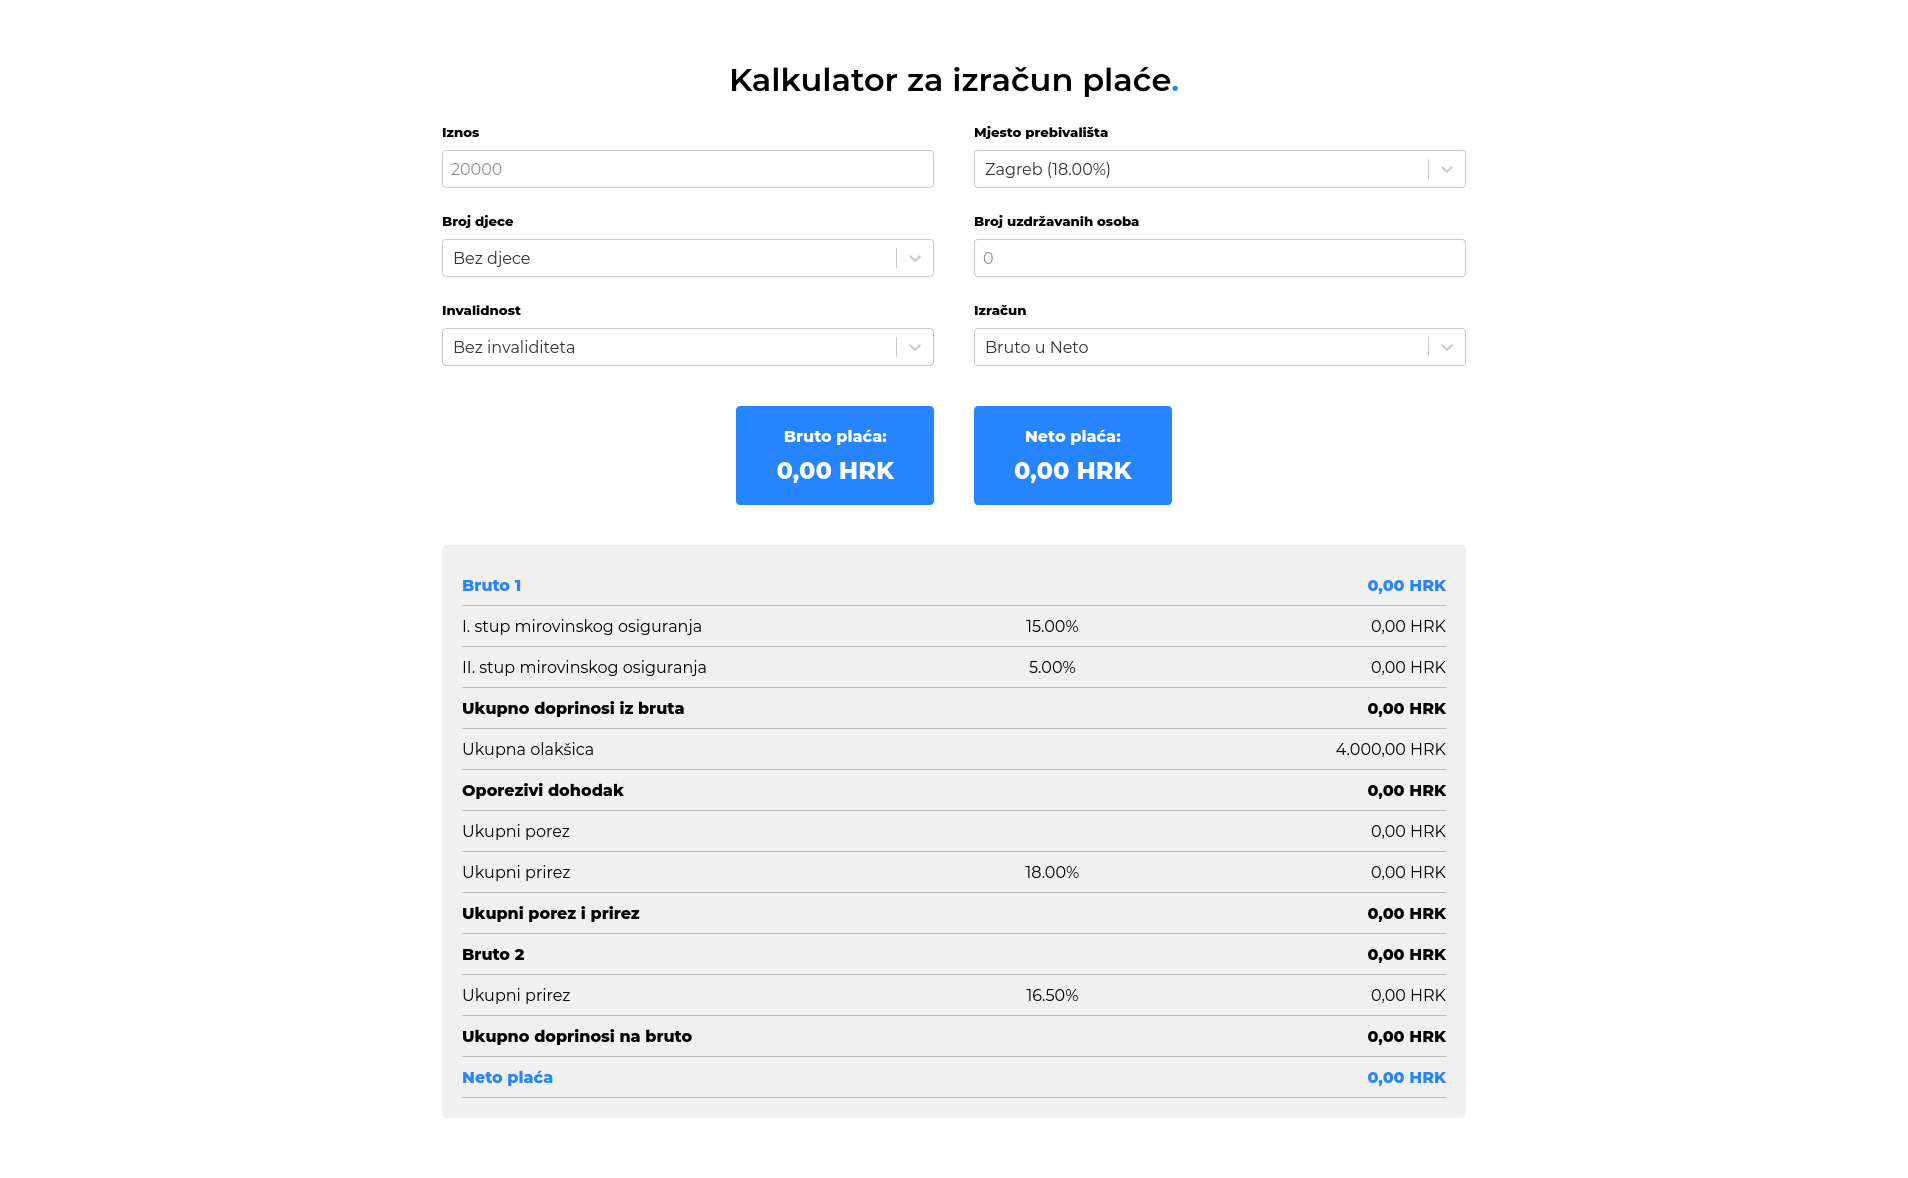 Kalkulator za izračun plaće.
Iznos
20000
Mjesto prebivališta
Zagreb (18.00%)
Broj djece
Bez djece
Broj uzdržavanih osoba
0
Invalidnost
Bez invaliditeta
Izračun
Bruto u Neto
Bruto plaća:
0,00 HRK
Neto plaća:
0,00 HRK
Bruto 1 0,00 HRK
I. stup mirovinskog osiguranja 15.00% 0,00 HRK
II. stup mirovinskog osiguranja 5.00% 0,00 HRK
Ukupno doprinosi iz bruta 0,00 HRK
Ukupna olakšica 4.000,00 HRK
Oporezivi dohodak 0,00 HRK
Ukupni porez 0,00 HRK
Ukupni prirez 18.00% 0,00 HRK
Ukupni porez i prirez 0,00 HRK
Bruto 2 0,00 HRK
Ukupni prirez 16.50% 0,00 HRK
Ukupno doprinosi na bruto 0,00 HRK
Neto plaća 0,00 HRK